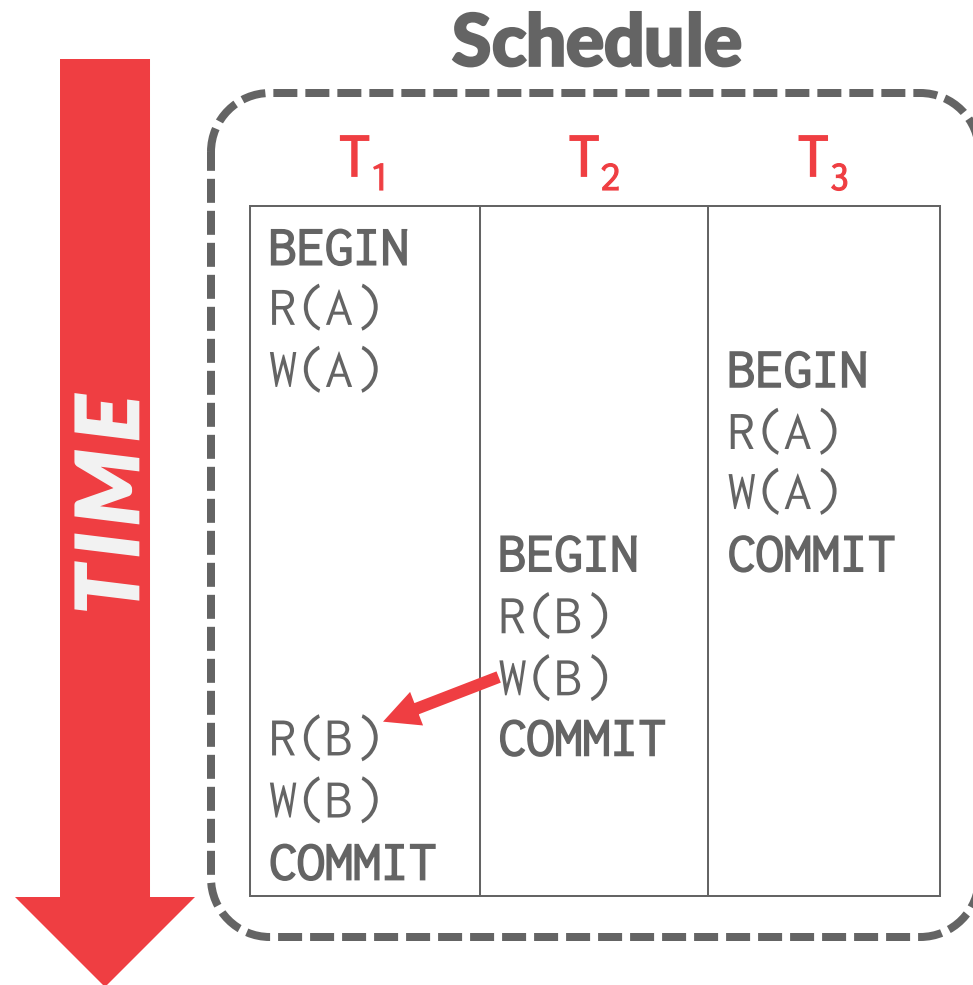 Schedule
TIME
T₁ T₂ T₃
BEGIN
R(A)
W(A) BEGIN
R(A)
W(A)
BEGIN COMMIT
R(B)
W(B)
R(B) COMMIT
W(B)
COMMIT